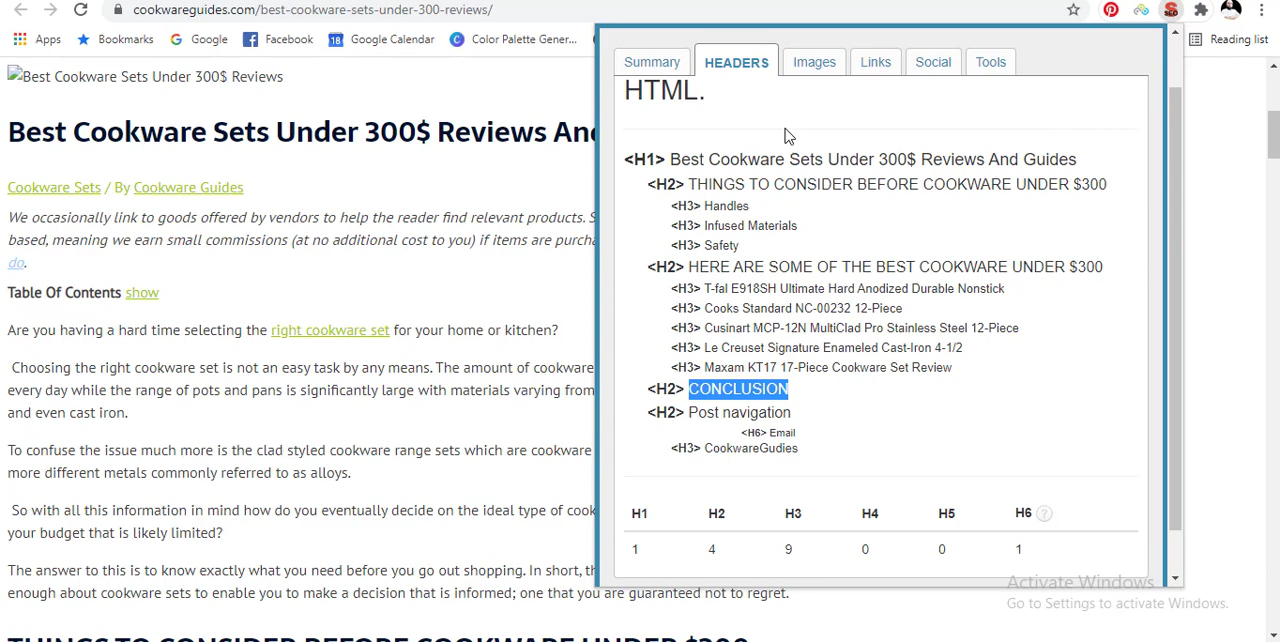 cookwareguides.com/best-cookware-sets-under-300-reviews/
SEO
Apps Bookmarks Google Facebook 18 Google Calendar C Color Palette Gener... Reading list
Best Cookware Sets Under 300$ Reviews
Best Cookware Sets Under 300$ Reviews An
Cookware Sets / By Cookware Guides
We occasionally link to goods offered by vendors to help the reader find relevant products. S
based, meaning we earn small commissions (at no additional cost to you) if items are purcha
do.
Table Of Contents show
Are you having a hard time selecting the right cookware set for your home or kitchen?
Choosing the right cookware set is not an easy task by any means. The amount of cookware
every day while the range of pots and pans is significantly large with materials varying from
and even cast iron.
To confuse the issue much more is the clad styled cookware range sets which are cookware
more different metals commonly referred to as alloys.
So with all this information in mind how do you eventually decide on the ideal type of cook
your budget that is likely limited?
The answer to this is to know exactly what you need before you go out shopping. In short, th
enough about cookware sets to enable you to make a decision that is informed; one that you are guaranteed not to regret.
THINGS TO CONSIDER BEFORE COOKWARE UNDER $300
Summary HEADERS Images Links Social Tools
HTML.
<H1> Best Cookware Sets Under 300$ Reviews And Guides
<H2> THINGS TO CONSIDER BEFORE COOKWARE UNDER $300
<H3> Handles
<H3> Infused Materials
<H3> Safety
<H2> HERE ARE SOME OF THE BEST COOKWARE UNDER $300
<H3> T-fal E918SH Ultimate Hard Anodized Durable Nonstick
<H3> Cooks Standard NC-00232 12-Piece
<H3> Cusinart MCP-12N MultiClad Pro Stainless Steel 12-Piece
<H3> Le Creuset Signature Enameled Cast-Iron 4-1/2
<H3> Maxam KT17 17-Piece Cookware Set Review
<H2> CONCLUSION
<H2> Post navigation
<H6> Email
<H3> CookwareGudies
H1 H2 H3 H4 H5 H6 ?
1 4 9 0 0 1
Activate Windows
Go to Settings to activate Windows.